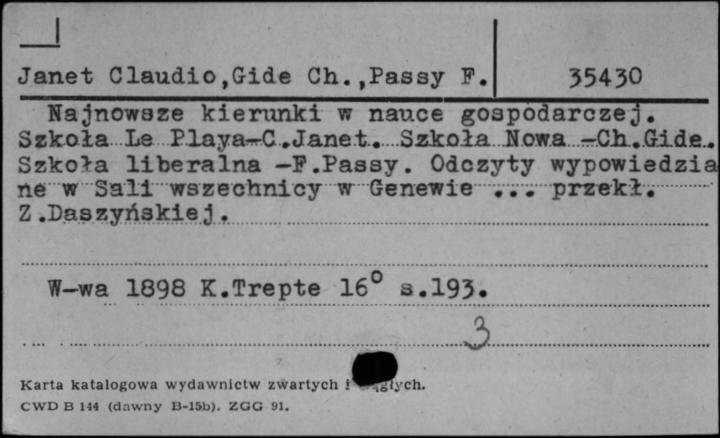 Janet Claudio,Gide Ch.,Passy F. 35430
Najnowsze kierunki w nauce gospodarczej.
Szkoła Le Playa-C.Janet. Szkoła Nowa -Ch.Gide.
Szkoła liberalna -F.Passy. Odczyty wypowiedzia
ne w Sali wszechnicy w Genewie ... przekł.
Z.Daszyńskiej.
W-wa 1898 K.Trepte 16° s.193.
3
Karta katalogowa wydawnictw zwartych i
CWD B 144 (dawny B-15b). ZGG 91.